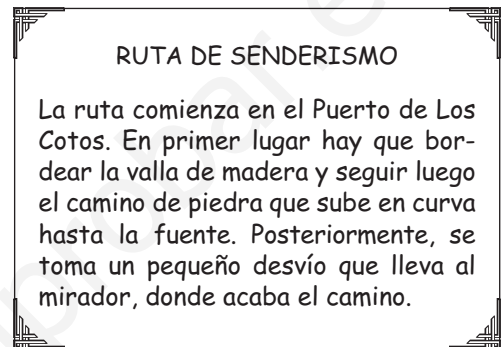 RUTA DE SENDERISMO
La ruta comienza en el Puerto de Los
Cotos. En primer lugar hay que bor-
dear la valla de madera y seguir luego
el camino de piedra que sube en curva
hasta la fuente. Posteriormente, se
toma un pequeño desvío que lleva al
mirador, donde acaba el camino.